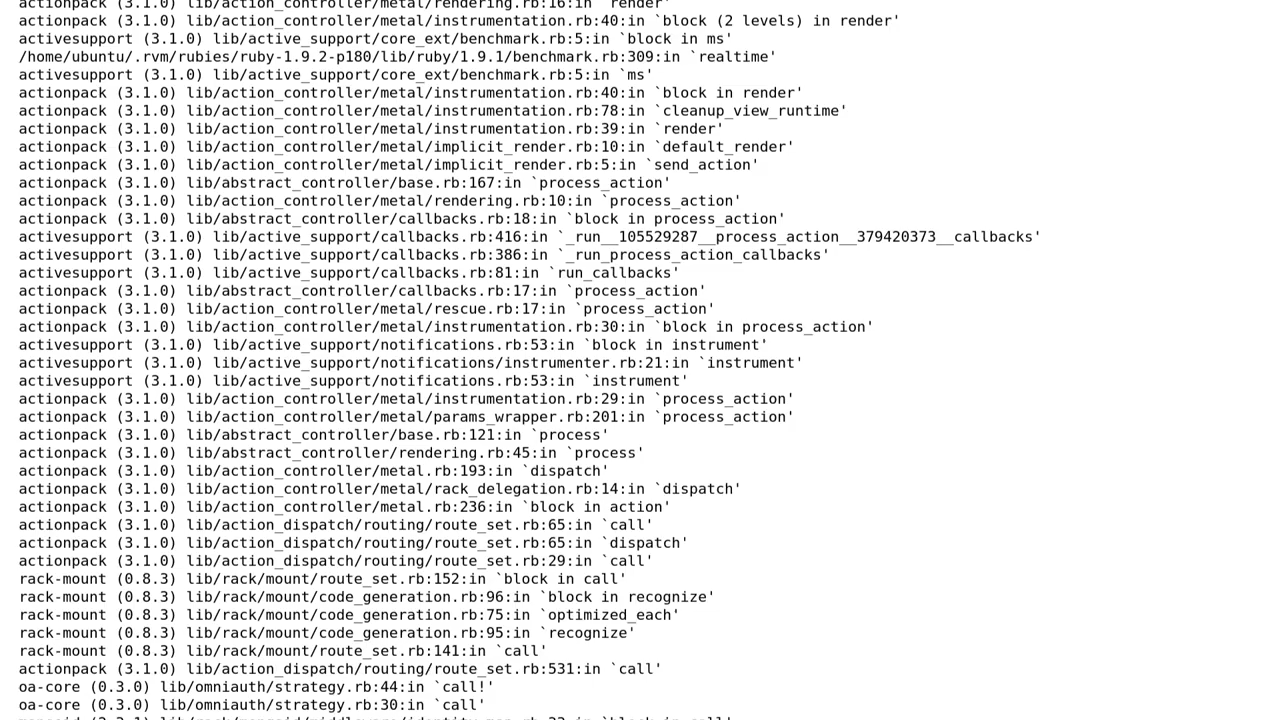 actionpack (3.1.0) lib/action_controller/metal/rendering.rb:16:in `render'
actionpack (3.1.0) lib/action_controller/metal/instrumentation.rb:40:in `block (2 levels) in render'
activesupport (3.1.0) lib/active_support/core_ext/benchmark.rb:5:in `block in ms'
/home/ubuntu/.rvm/rubies/ruby-1.9.2-p180/lib/ruby/1.9.1/benchmark.rb:309:in `realtime'
activesupport (3.1.0) lib/active_support/core_ext/benchmark.rb:5:in `ms'
actionpack (3.1.0) lib/action_controller/metal/instrumentation.rb:40:in `block in render'
actionpack (3.1.0) lib/action_controller/metal/instrumentation.rb:78:in `cleanup_view_runtime'
actionpack (3.1.0) lib/action_controller/metal/instrumentation.rb:39:in `render'
actionpack (3.1.0) lib/action_controller/metal/implicit_render.rb:10:in `default_render'
actionpack (3.1.0) lib/action_controller/metal/implicit_render.rb:5:in `send_action'
actionpack (3.1.0) lib/abstract_controller/base.rb:167:in `process_action'
actionpack (3.1.0) lib/action_controller/metal/rendering.rb:10:in `process_action'
actionpack (3.1.0) lib/abstract_controller/callbacks.rb:18:in `block in process_action'
activesupport (3.1.0) lib/active_support/callbacks.rb:416:in `_run__105529287__process_action__379420373__callbacks'
activesupport (3.1.0) lib/active_support/callbacks.rb:386:in `_run_process_action_callbacks'
activesupport (3.1.0) lib/active_support/callbacks.rb:81:in `run_callbacks'
actionpack (3.1.0) lib/abstract_controller/callbacks.rb:17:in `process_action'
actionpack (3.1.0) lib/action_controller/metal/rescue.rb:17:in `process_action'
actionpack (3.1.0) lib/action_controller/metal/instrumentation.rb:30:in `block in process_action'
activesupport (3.1.0) lib/active_support/notifications.rb:53:in `block in instrument'
activesupport (3.1.0) lib/active_support/notifications/instrumenter.rb:21:in `instrument'
activesupport (3.1.0) lib/active_support/notifications.rb:53:in `instrument'
actionpack (3.1.0) lib/action_controller/metal/instrumentation.rb:29:in `process_action'
actionpack (3.1.0) lib/action_controller/metal/params_wrapper.rb:201:in `process_action'
actionpack (3.1.0) lib/abstract_controller/base.rb:121:in `process'
actionpack (3.1.0) lib/abstract_controller/rendering.rb:45:in `process'
actionpack (3.1.0) lib/action_controller/metal.rb:193:in `dispatch'
actionpack (3.1.0) lib/action_controller/metal/rack_delegation.rb:14:in `dispatch'
actionpack (3.1.0) lib/action_controller/metal.rb:236:in `block in action'
actionpack (3.1.0) lib/action_dispatch/routing/route_set.rb:65:in `call'
actionpack (3.1.0) lib/action_dispatch/routing/route_set.rb:65:in `dispatch'
actionpack (3.1.0) lib/action_dispatch/routing/route_set.rb:29:in `call'
rack-mount (0.8.3) lib/rack/mount/route_set.rb:152:in `block in call'
rack-mount (0.8.3) lib/rack/mount/code_generation.rb:96:in `block in recognize'
rack-mount (0.8.3) lib/rack/mount/code_generation.rb:75:in `optimized_each'
rack-mount (0.8.3) lib/rack/mount/code_generation.rb:95:in `recognize'
rack-mount (0.8.3) lib/rack/mount/route_set.rb:141:in `call'
actionpack (3.1.0) lib/action_dispatch/routing/route_set.rb:531:in `call'
oa-core (0.3.0) lib/omniauth/strategy.rb:44:in `call!'
oa-core (0.3.0) lib/omniauth/strategy.rb:30:in `call'